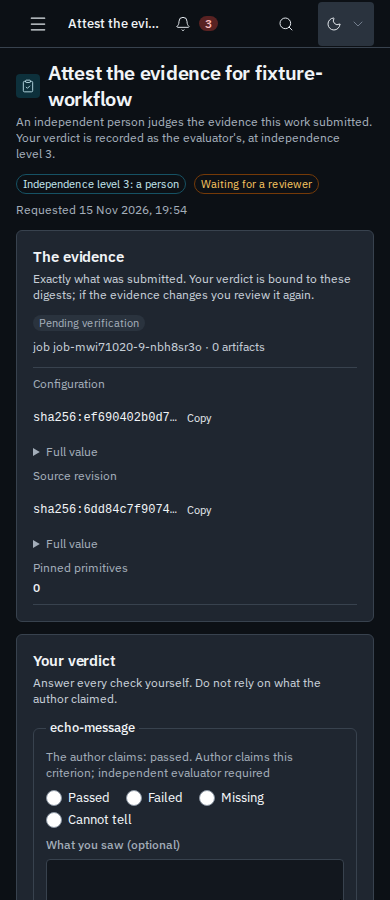 Attest the evi...
3
Attest the evidence for fixture-
workflow
An independent person judges the evidence this work submitted.
Your verdict is recorded as the evaluator's, at independence
level 3.
Independence level 3: a person
Waiting for a reviewer
Requested 15 Nov 2026, 19:54
The evidence
Exactly what was submitted. Your verdict is bound to these
digests; if the evidence changes you review it again.
Pending verification
job job-mwi71020-9-nbh8sr3o · 0 artifacts
Configuration
sha256:ef690402b0d7… Copy
Full value
Source revision
sha256:6dd84c7f9074… Copy
Full value
Pinned primitives
0
Your verdict
Answer every check yourself. Do not rely on what the
author claimed.
echo-message
The author claims: passed. Author claims this
criterion; independent evaluator required
Passed Failed Missing
Cannot tell
What you saw (optional)